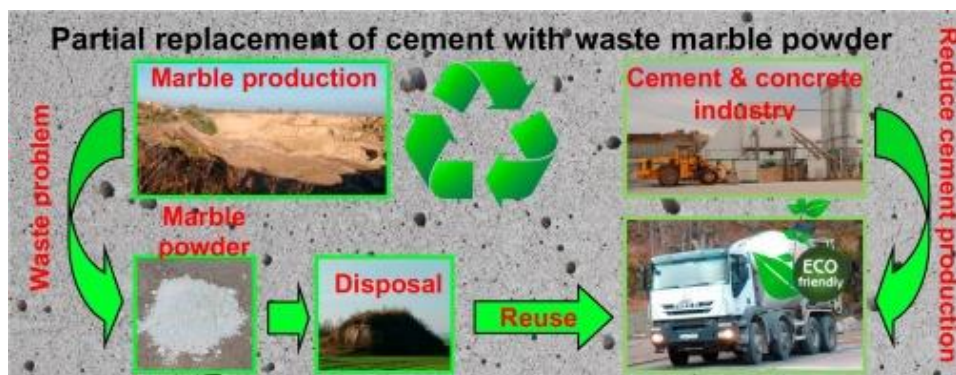 Partial replacement of cement with waste marble powder
Marble production
Cement & concrete
industry
Waste problem
Reduce cement production
Marble
powder
Disposal
Reuse
ECO
friendly